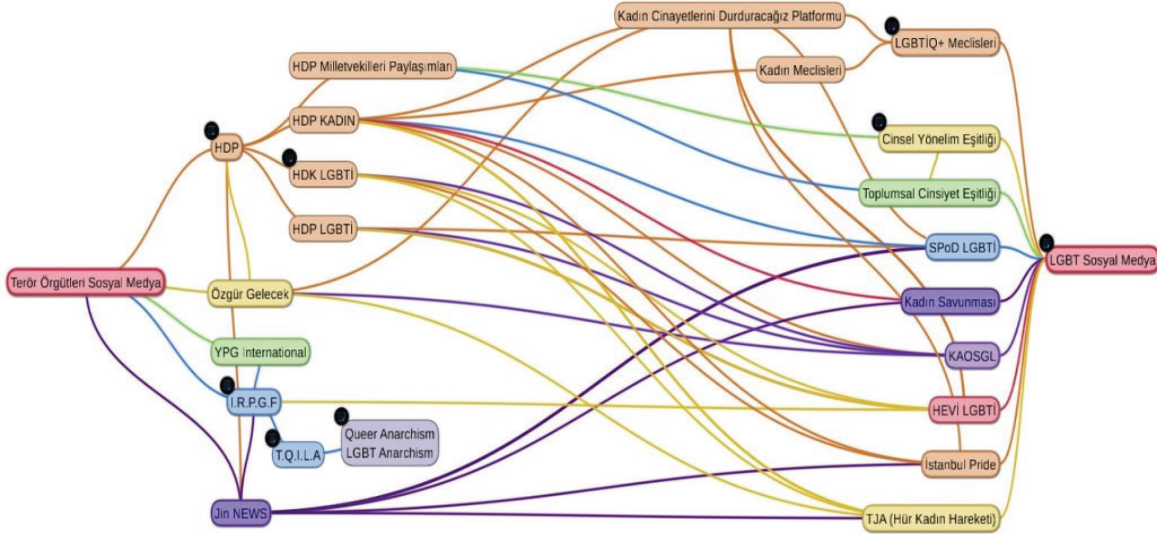 Kadın Cinayetlerini Durduracağız Platformu
LGBTİQ+ Meclisleri
HDP Milletvekilleri Paylaşımları
Kadın Meclisleri
HDP KADIN
Cinsel Yönelim Eşitliği
HDP
HDK LGBTİ
Toplumsal Cinsiyet Eşitliği
HDP LGBTİ
SPoD LGBTİ
LGBT Sosyal Medya
Terör Örgütleri Sosyal Medya
Özgür Gelecek
Kadın Savunması
YPG International
KAOSGL
I.R.P.G.F
HEVİ LGBTİ
Queer Anarchism
LGBT Anarchism
T.Q.I.L.A
İstanbul Pride
Jin NEWS
TJA (Hür Kadın Hareketi)